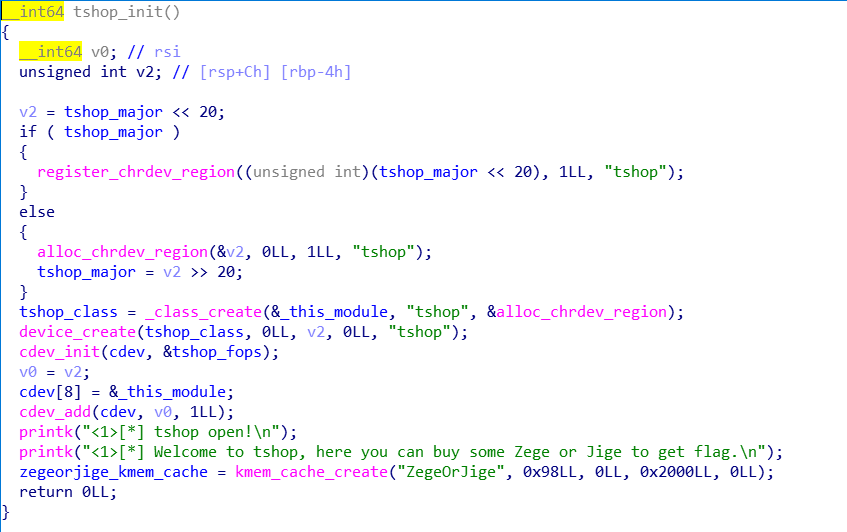 __int64 tshop_init()
{
  __int64 v0; // rsi
  unsigned int v2; // [rsp+Ch] [rbp-4h]

  v2 = tshop_major << 20;
  if ( tshop_major )
  {
    register_chrdev_region((unsigned int)(tshop_major << 20), 1LL, "tshop");
  }
  else
  {
    alloc_chrdev_region(&v2, 0LL, 1LL, "tshop");
    tshop_major = v2 >> 20;
  }
  tshop_class = _class_create(&_this_module, "tshop", &alloc_chrdev_region);
  device_create(tshop_class, 0LL, v2, 0LL, "tshop");
  cdev_init(cdev, &tshop_fops);
  v0 = v2;
  cdev[8] = &_this_module;
  cdev_add(cdev, v0, 1LL);
  printk("<1>[*] tshop open!\n");
  printk("<1>[*] Welcome to tshop, here you can buy some Zege or Jige to get flag.\n");
  zegeorjige_kmem_cache = kmem_cache_create("ZegeOrJige", 0x98LL, 0LL, 0x2000LL, 0LL);
  return 0LL;
}